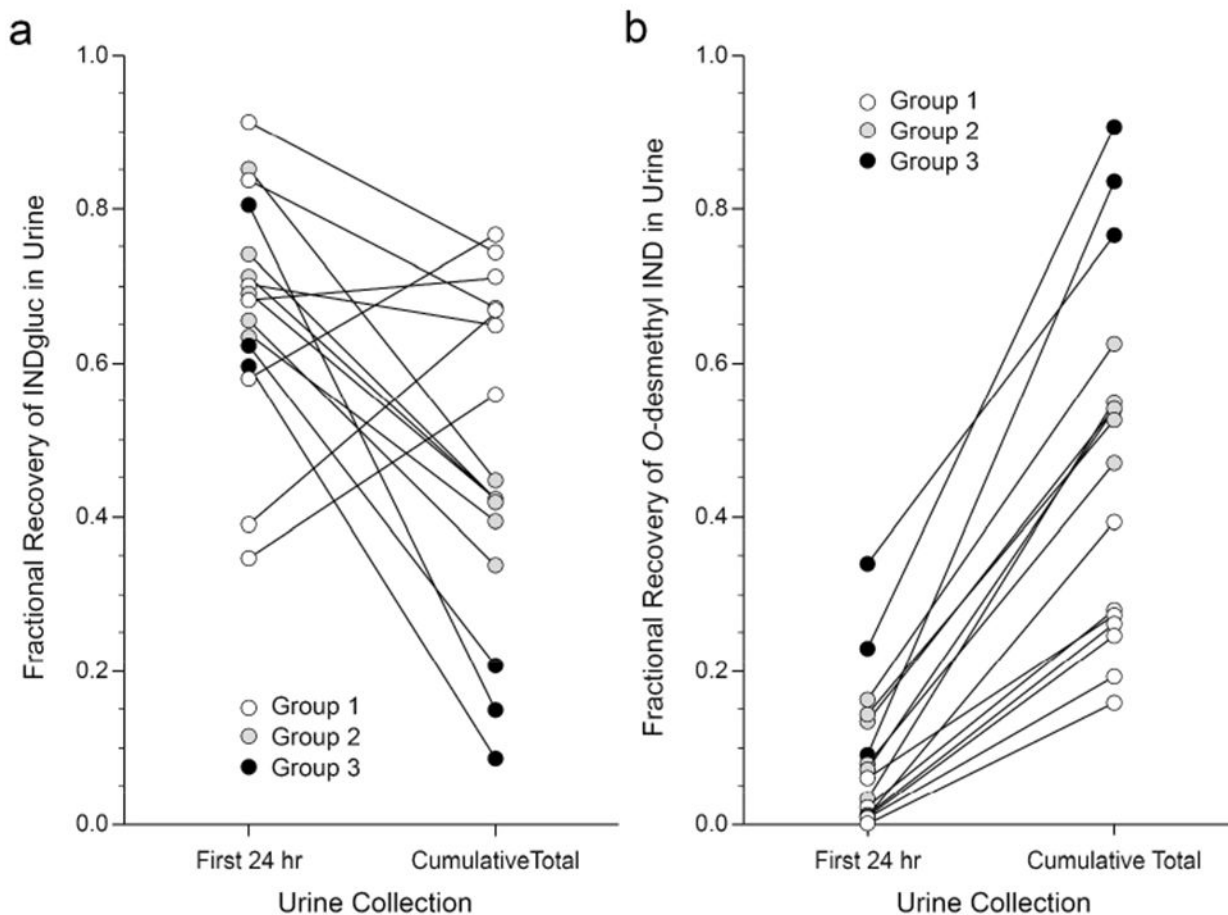 a
Fractional Recovery of INDgluc in Urine
1.0
0.8
0.6
0.4
0.2
0.0
Group 1
Group 2
Group 3
First 24 hr
CumulativeTotal
Urine Collection
b
Fractional Recovery of O-desmethyl IND in Urine
1.0
0.8
0.6
0.4
0.2
0.0
Group 1
Group 2
Group 3
First 24 hr
Cumulative Total
Urine Collection